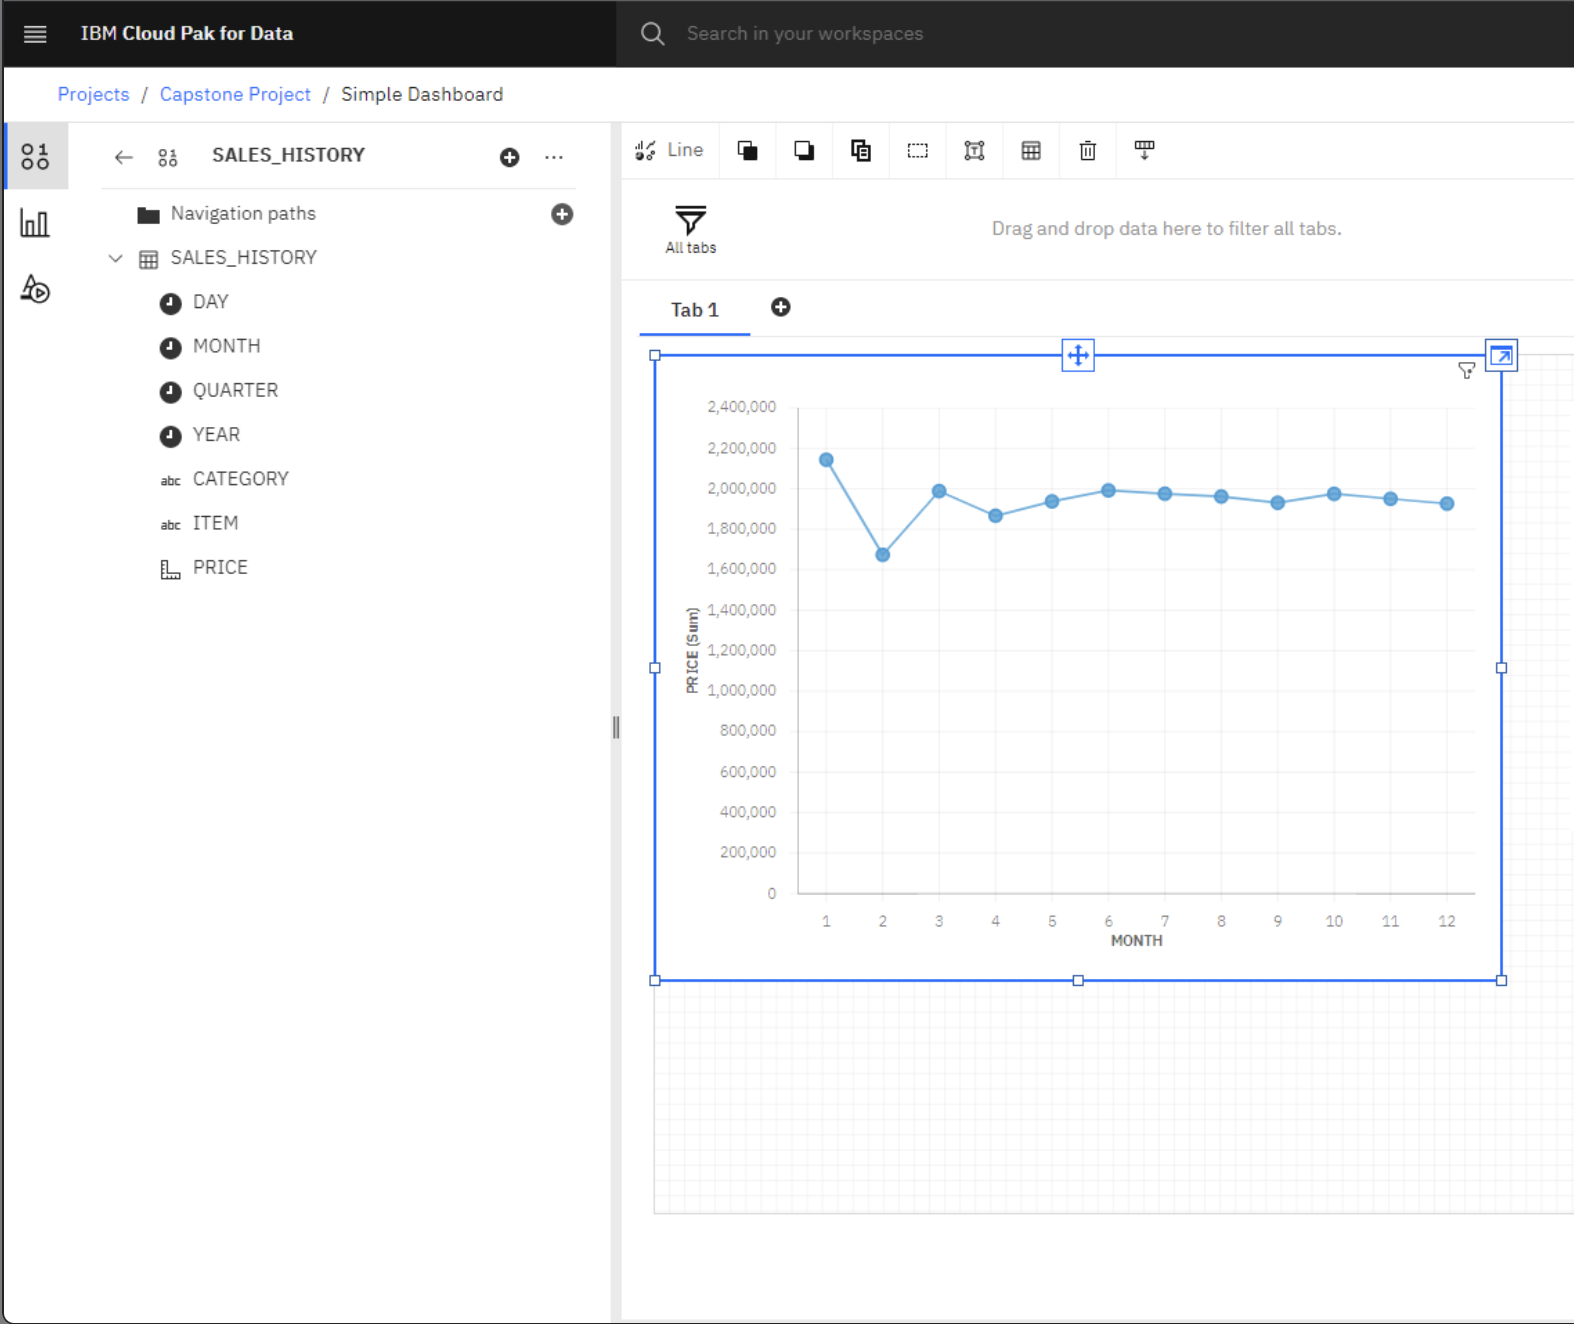 IBM Cloud Pak for Data
Search in your workspaces
Projects / Capstone Project / Simple Dashboard
SALES_HISTORY
Navigation paths
SALES_HISTORY
DAY
MONTH
QUARTER
YEAR
abc CATEGORY
abc ITEM
PRICE
Line
All tabs
Drag and drop data here to filter all tabs.
Tab 1
PRICE (Sum)
2,400,000
2,200,000
2,000,000
1,800,000
1,600,000
1,400,000
1,200,000
1,000,000
800,000
600,000
400,000
200,000
0
1 2 3 4 5 6 7 8 9 10 11 12
MONTH